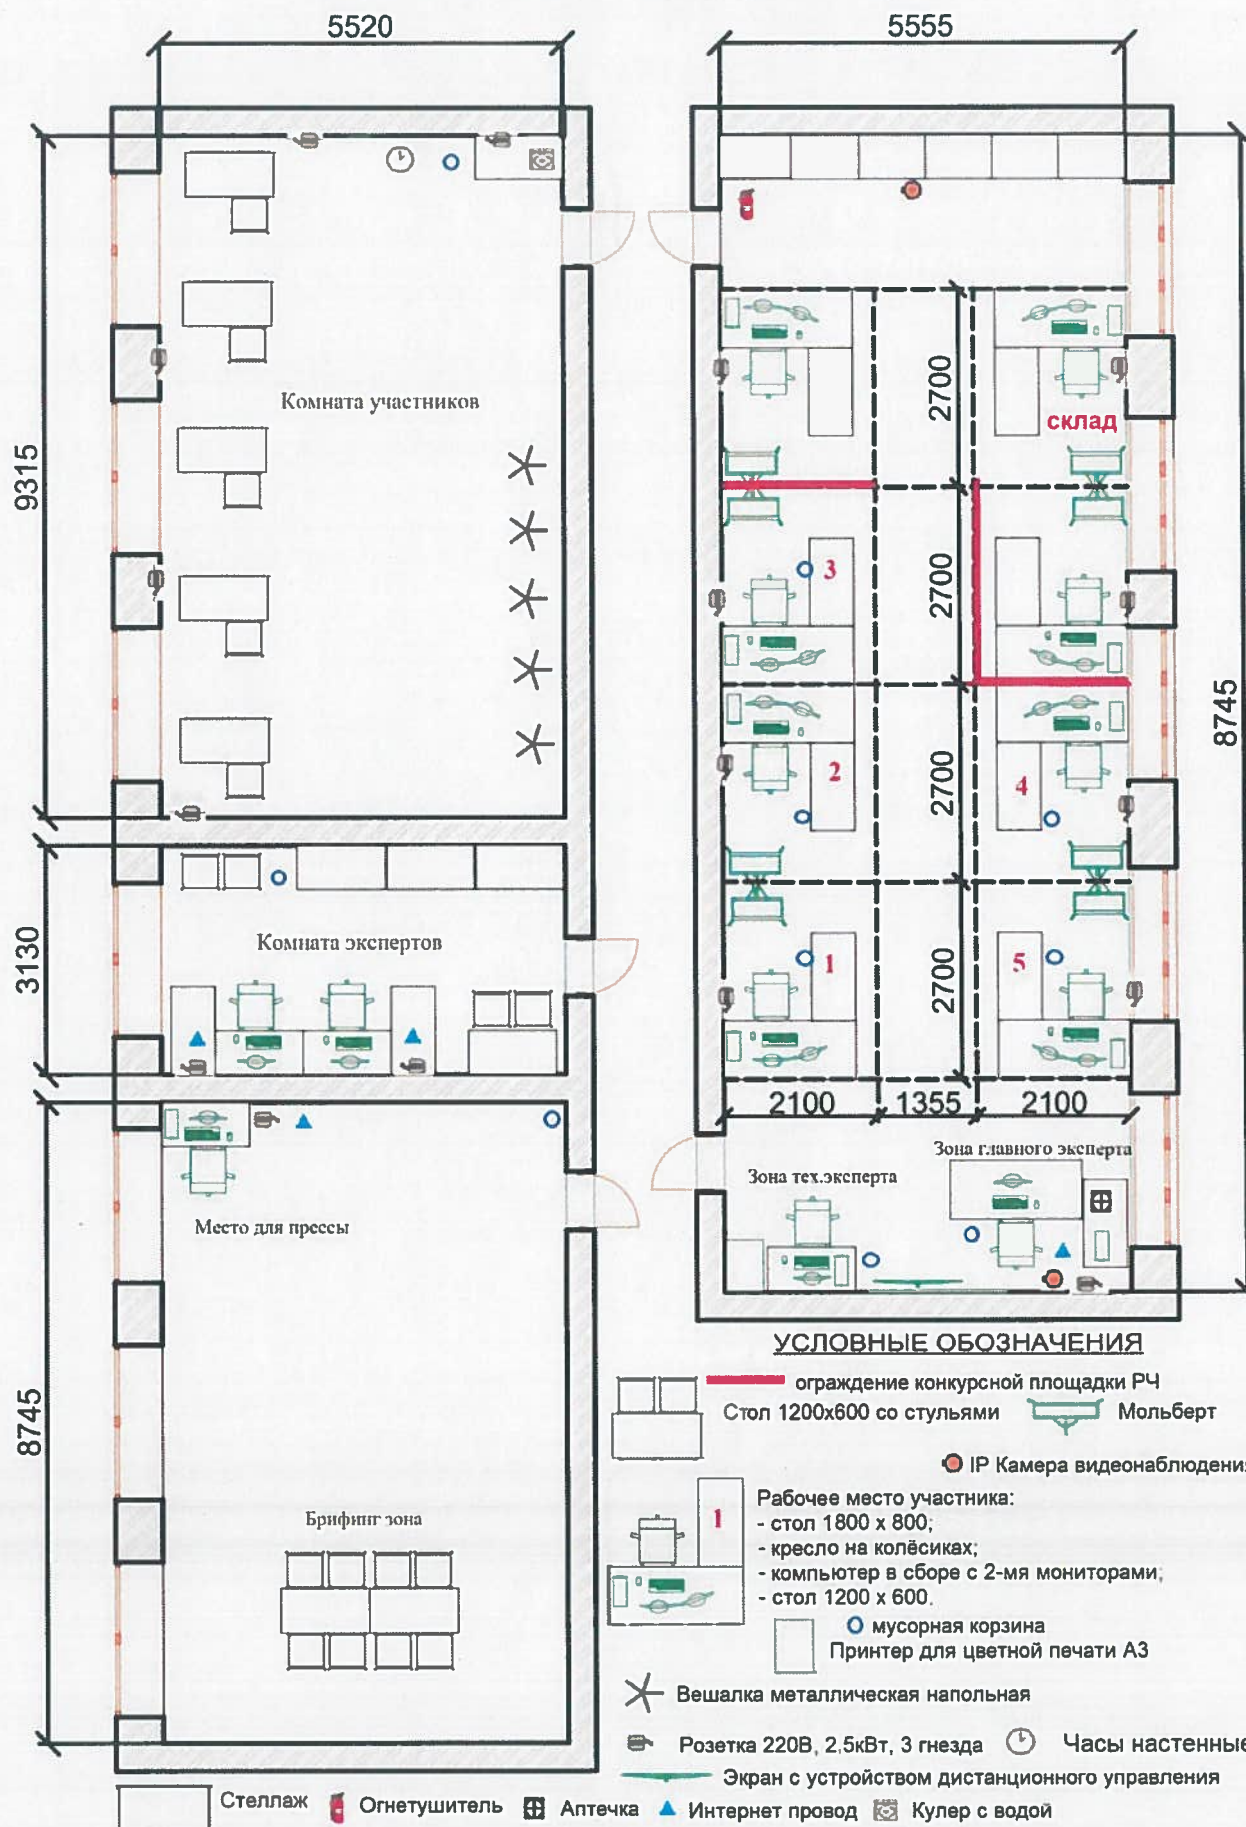 5520
5555
9315
Комната участников
2700
склад
2700
3
8745
2700
2
4
3130
Комната экспертов
2700
1
5
2100
1355
2100
Зона главного эксперта
Зона тех.эксперта
Место для прессы
8745
Брифинг зона
УСЛОВНЫЕ ОБОЗНАЧЕНИЯ
ограждение конкурсной площадки РЧ
Стол 1200х600 со стульями
Мольберт
IP Камера видеонаблюдения
1
Рабочее место участника:
- стол 1800 х 800;
- кресло на колёсиках;
- компьютер в сборе с 2-мя мониторами;
- стол 1200 х 600.
мусорная корзина
Принтер для цветной печати А3
Вешалка металлическая напольная
Розетка 220В, 2,5кВт, 3 гнезда
Часы настенные
Экран с устройством дистанционного управления
Стеллаж
Огнетушитель
Аптечка
Интернет провод
Кулер с водой